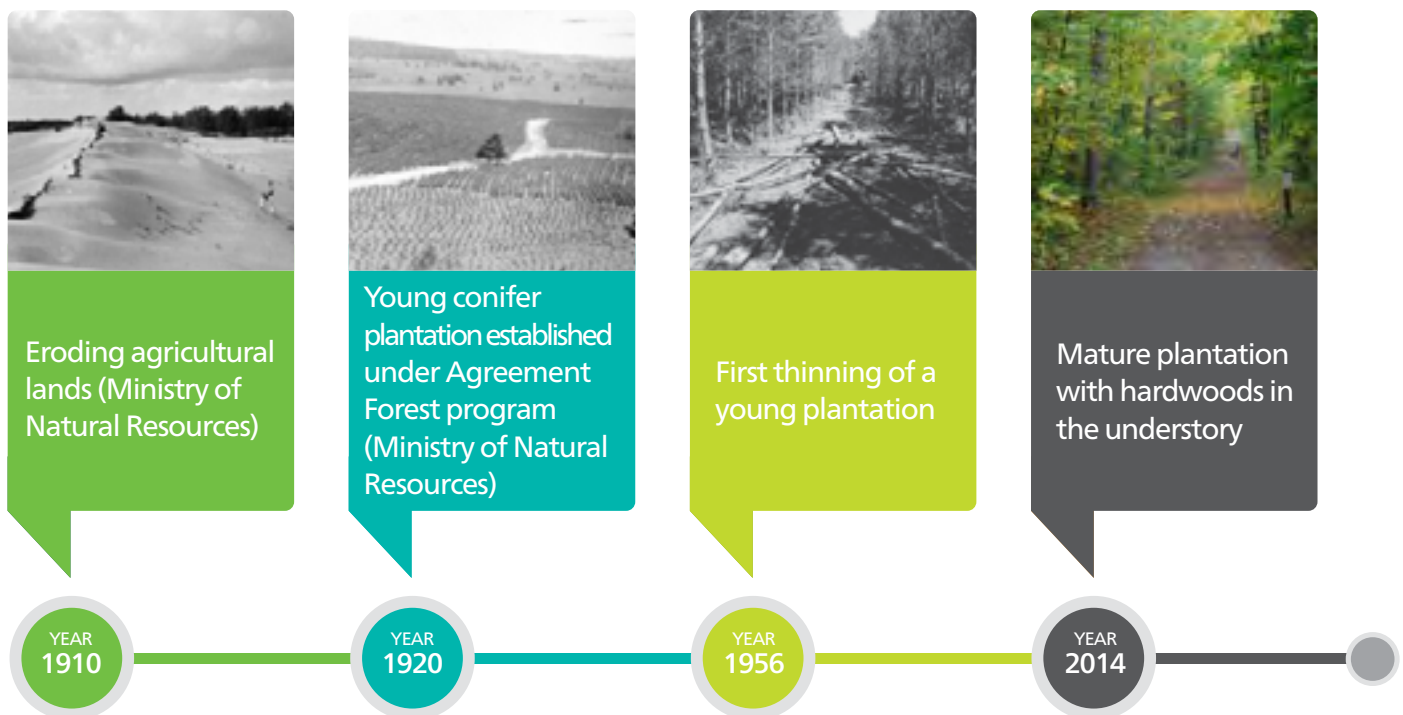 Eroding agricultural
lands (Ministry of
Natural Resources)
Young conifer
plantation established
under Agreement
Forest program
(Ministry of Natural
Resources)
First thinning of a
young plantation
Mature plantation
with hardwoods in
the understory
YEAR
1910
YEAR
1920
YEAR
1956
YEAR
2014